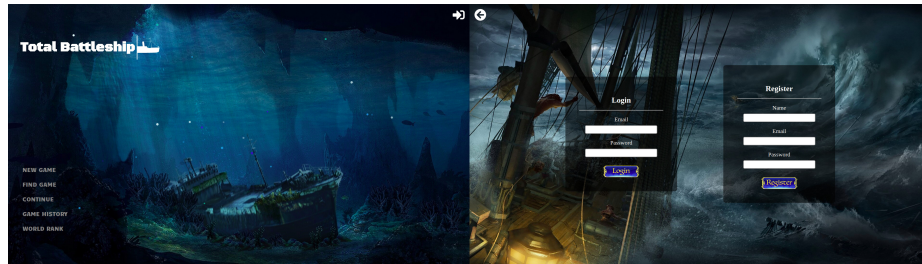 Total Battleship
NEW GAME
FIND GAME
CONTINUE
GAME HISTORY
WORLD RANK
Login
Email
Password
Login
Register
Name
Email
Password
Register